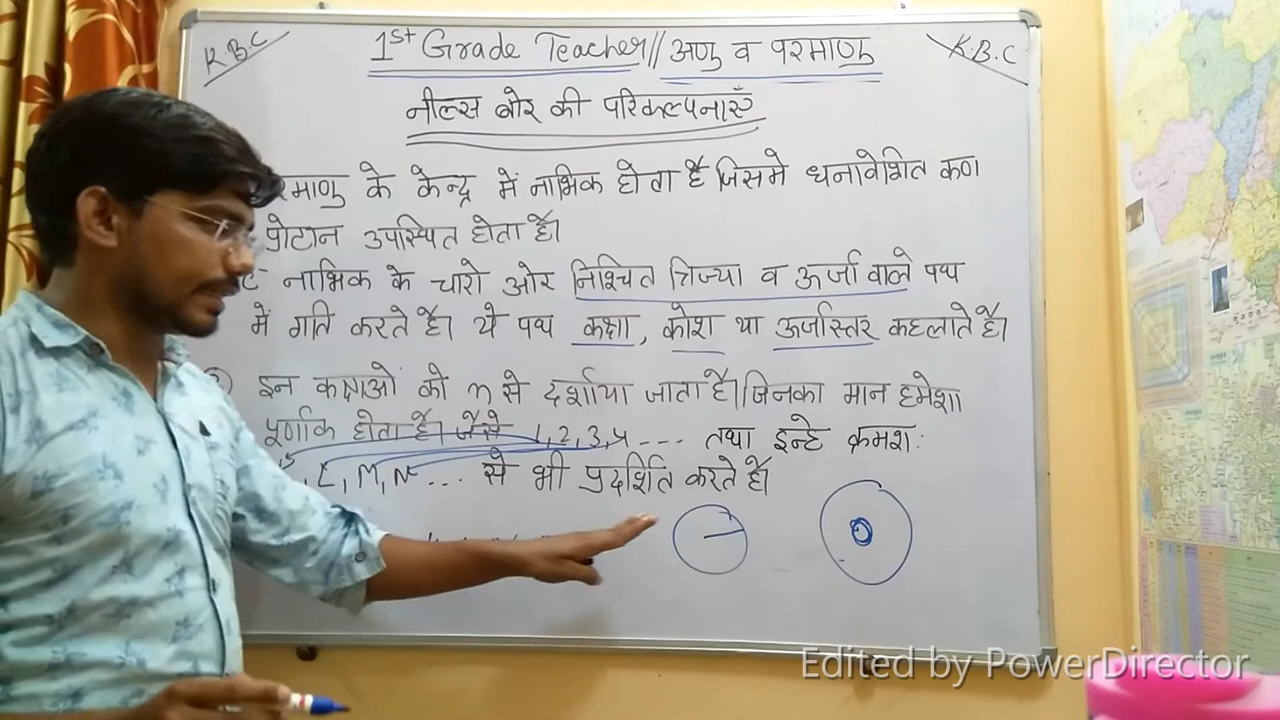 R.B.C
1st Grade Teacher // अणु व परमाणु
K.B.C
नील्स बोर की परिकल्पनाएँ
रमाणु के केन्द्र में नाभिक होता है जिसमे धनावेशित कण
प्रोटान उपस्थित होता है।
नाभिक के चारो ओर निश्चित त्रिज्या व ऊर्जा वाले पथ
में गति करते है। ये पथ कक्षा, कोश या ऊर्जास्तर कहलाते है।
इन कक्षाओं को n से दर्शाया जाता है। जिनका मान हमेशा
पूर्णाक होता है। जैसे 1,2,3,4.... तथा इन्हे क्रमश:
, L, M, N ... से भी प्रदर्शित करते है।
Edited by PowerDirector